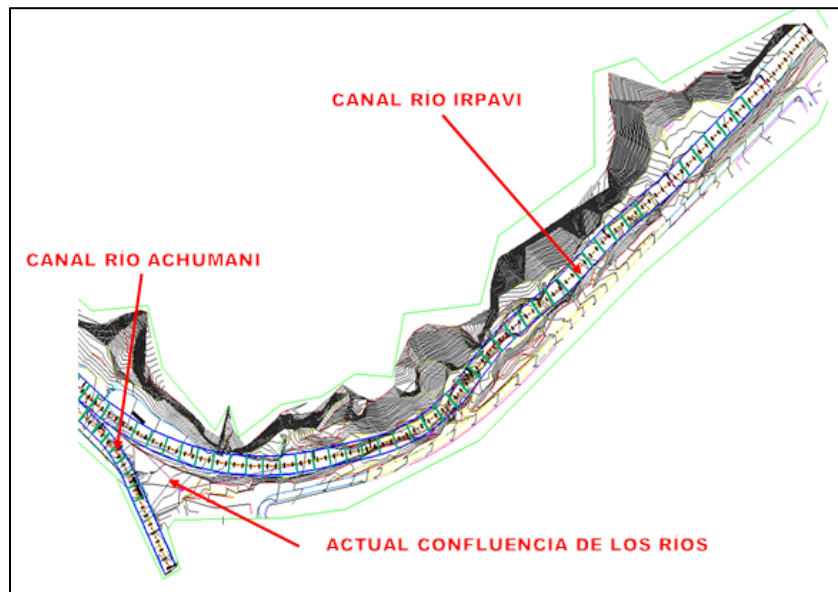 CANAL RÍO IRPAVI
CANAL RÍO ACHUMANI
ACTUAL CONFLUENCIA DE LOS RÍOS